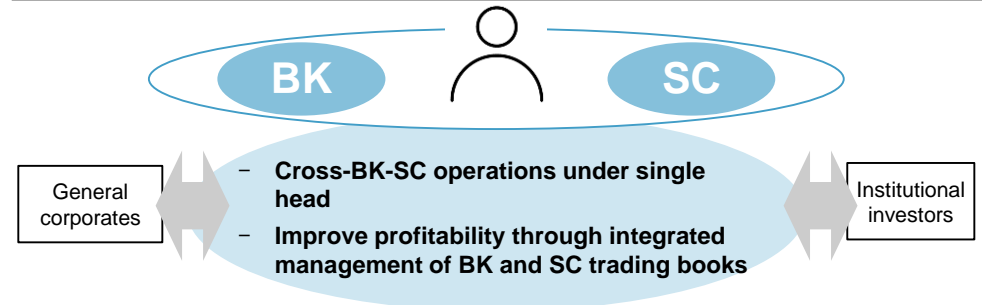 BK
SC
General
corporates
– Cross-BK-SC operations under single
head
– Improve profitability through integrated
management of BK and SC trading books
Institutional
investors